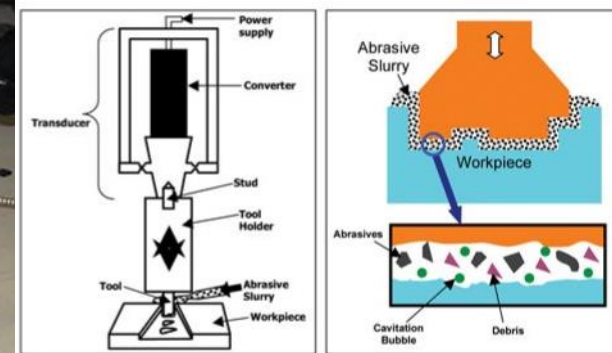 Power
supply
Converter
Transducer
Stud
Tool
Holder
Tool
Abrasive
Slurry
Workpiece
Abrasive
Slurry
Workpiece
Abrasives
Cavitation
Bubble
Debris